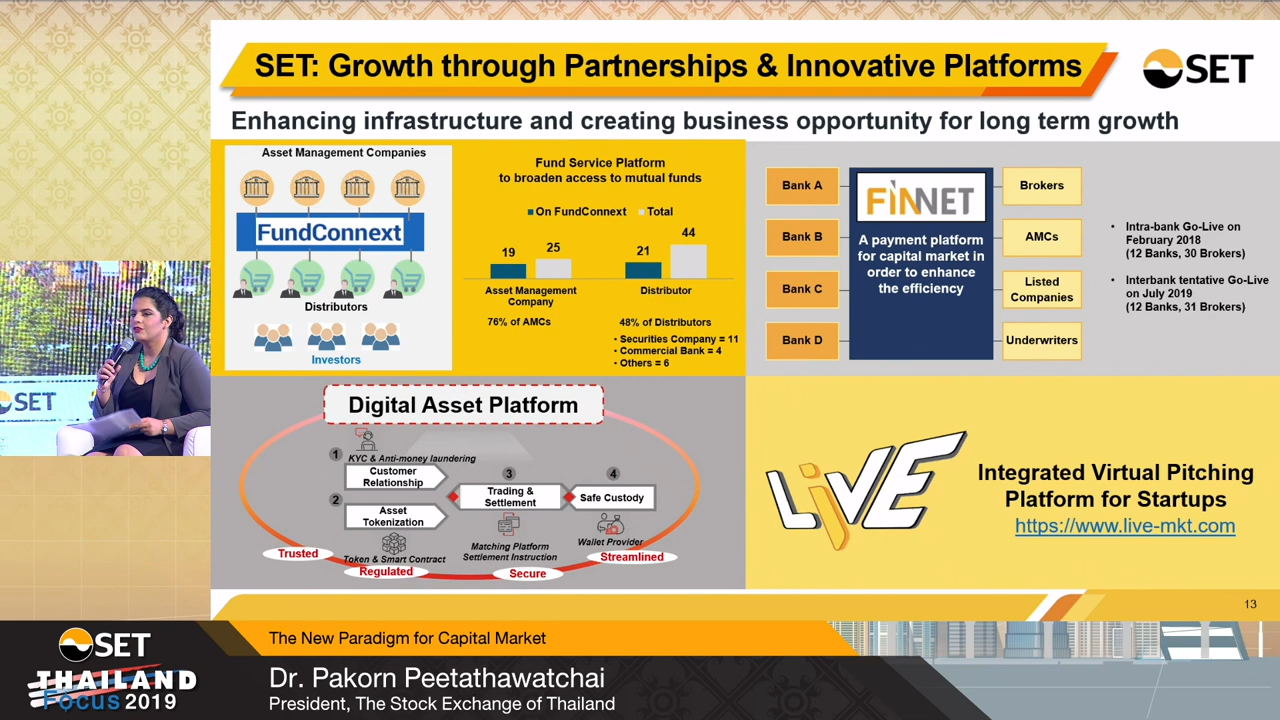 SET: Growth through Partnerships & Innovative Platforms
SET
Enhancing infrastructure and creating business opportunity for long term growth
Asset Management Companies
FundConnext
Distributors
Investors
Fund Service Platform
to broaden access to mutual funds
On FundConnext
Total
19
25
21
44
Asset Management
Company
Distributor
76% of AMCs
48% of Distributors
• Securities Company = 11
• Commercial Bank = 4
• Others = 6
Bank A
Bank B
Bank C
Bank D
FINNET
A payment platform
for capital market in
order to enhance
the efficiency
Brokers
AMCs
Listed
Companies
Underwriters
• Intra-bank Go-Live on
February 2018
(12 Banks, 30 Brokers)
• Interbank tentative Go-Live
on July 2019
(12 Banks, 31 Brokers)
SET
Digital Asset Platform
1
KYC & Anti-money laundering
Customer
Relationship
2
Asset
Tokenization
Token & Smart Contract
3
Trading &
Settlement
Matching Platform
Settlement Instruction
4
Safe Custody
Wallet Provider
Trusted
Regulated
Secure
Streamlined
LiVE
Integrated Virtual Pitching
Platform for Startups
https://www.live-mkt.com
13
SET
THAILAND
FOCUS 2019
The New Paradigm for Capital Market
Dr. Pakorn Peetathawatchai
President, The Stock Exchange of Thailand